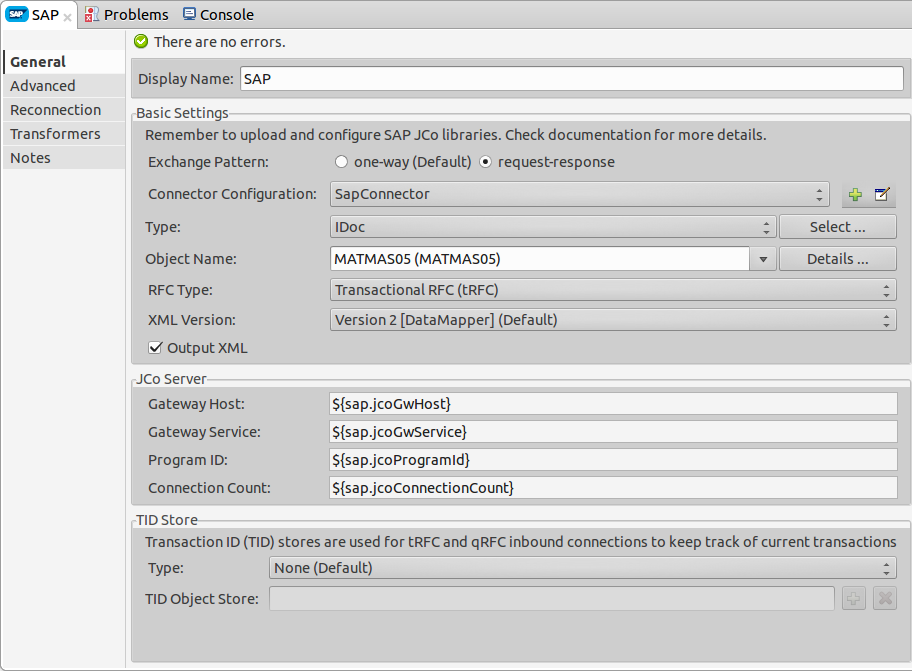 SAP SAP Problems Console
There are no errors.
General
Advanced
Reconnection
Transformers
Notes
Display Name: SAP
Basic Settings
Remember to upload and configure SAP JCo libraries. Check documentation for more details.
Exchange Pattern: one-way (Default) request-response
Connector Configuration: SapConnector
Type: IDoc Select ...
Object Name: MATMAS05 (MATMAS05) Details ...
RFC Type: Transactional RFC (tRFC)
XML Version: Version 2 [DataMapper] (Default)
Output XML
JCo Server
Gateway Host: ${sap.jcoGwHost}
Gateway Service: ${sap.jcoGwService}
Program ID: ${sap.jcoProgramId}
Connection Count: ${sap.jcoConnectionCount}
TID Store
Transaction ID (TID) stores are used for tRFC and qRFC inbound connections to keep track of current transactions
Type: None (Default)
TID Object Store: